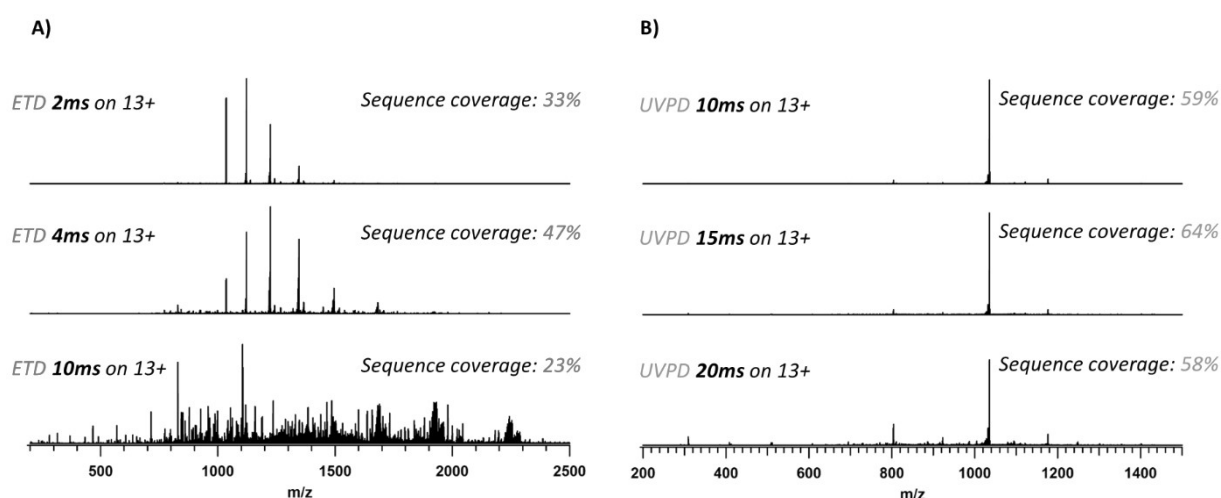 A)
ETD 2ms on 13+ Sequence coverage: 33%
ETD 4ms on 13+ Sequence coverage: 47%
ETD 10ms on 13+ Sequence coverage: 23%
500 1000 1500 2000 2500
m/z
B)
UVPD 10ms on 13+ Sequence coverage: 59%
UVPD 15ms on 13+ Sequence coverage: 64%
UVPD 20ms on 13+ Sequence coverage: 58%
200 400 600 800 1000 1200 1400
m/z